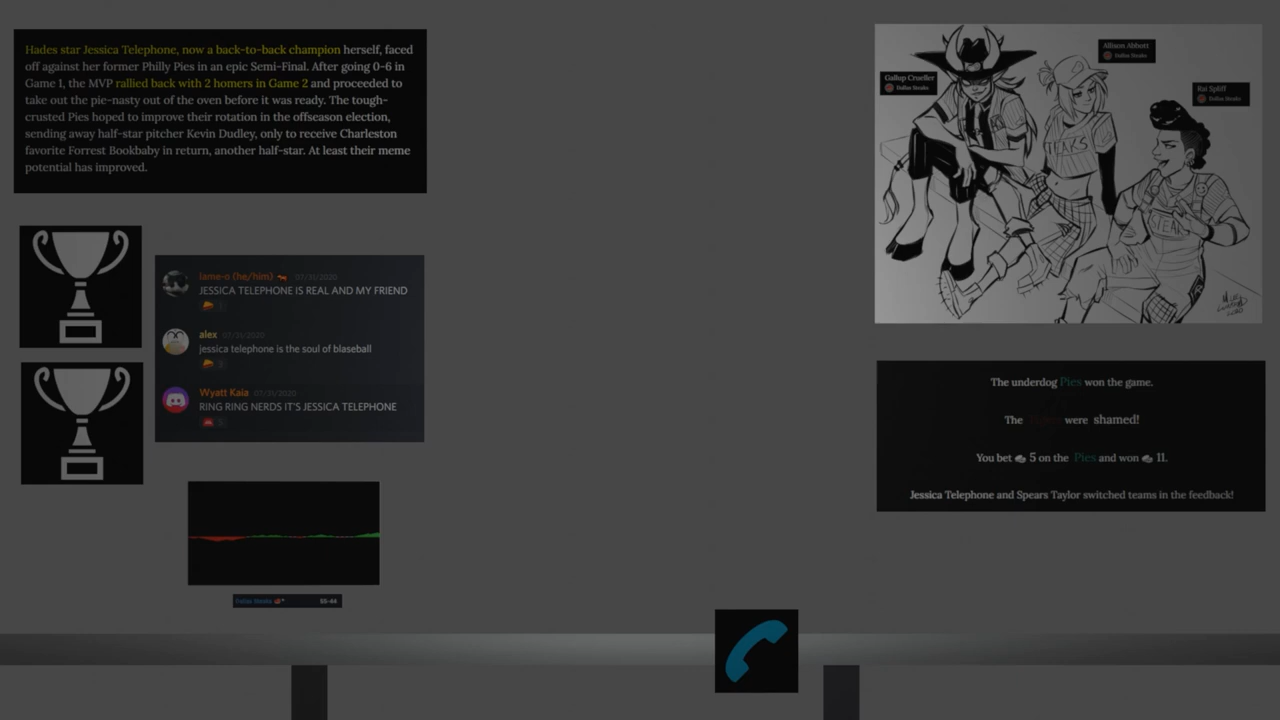 Hades star Jessica Telephone, now a back-to-back champion herself, faced
off against her former Philly Pies in an epic Semi-Final. After going 0-6 in
Game 1, the MVP rallied back with 2 homers in Game 2 and proceeded to
take out the pie-nasty out of the oven before it was ready. The tough-
crusted Pies hoped to improve their rotation in the offseason election,
sending away half-star pitcher Kevin Dudley, only to receive Charleston
favorite Forrest Bookbaby in return, another half-star. At least their meme
potential has improved.
lame-o (he/him) 07/31/2020
JESSICA TELEPHONE IS REAL AND MY FRIEND
alex 07/31/2020
jessica telephone is the soul of blaseball
3
Wyatt Kaia 07/31/2020
RING RING NERDS IT'S JESSICA TELEPHONE
5
Dallas Steaks
55-44
Gallup Crueller
Dallas Steaks
Allison Abbott
Dallas Steaks
Rai Spliff
Dallas Steaks
TEAKS
STEAK
The underdog Pies won the game.
The Tigers were shamed!
You bet 5 on the Pies and won 11.
Jessica Telephone and Spears Taylor switched teams in the feedback!